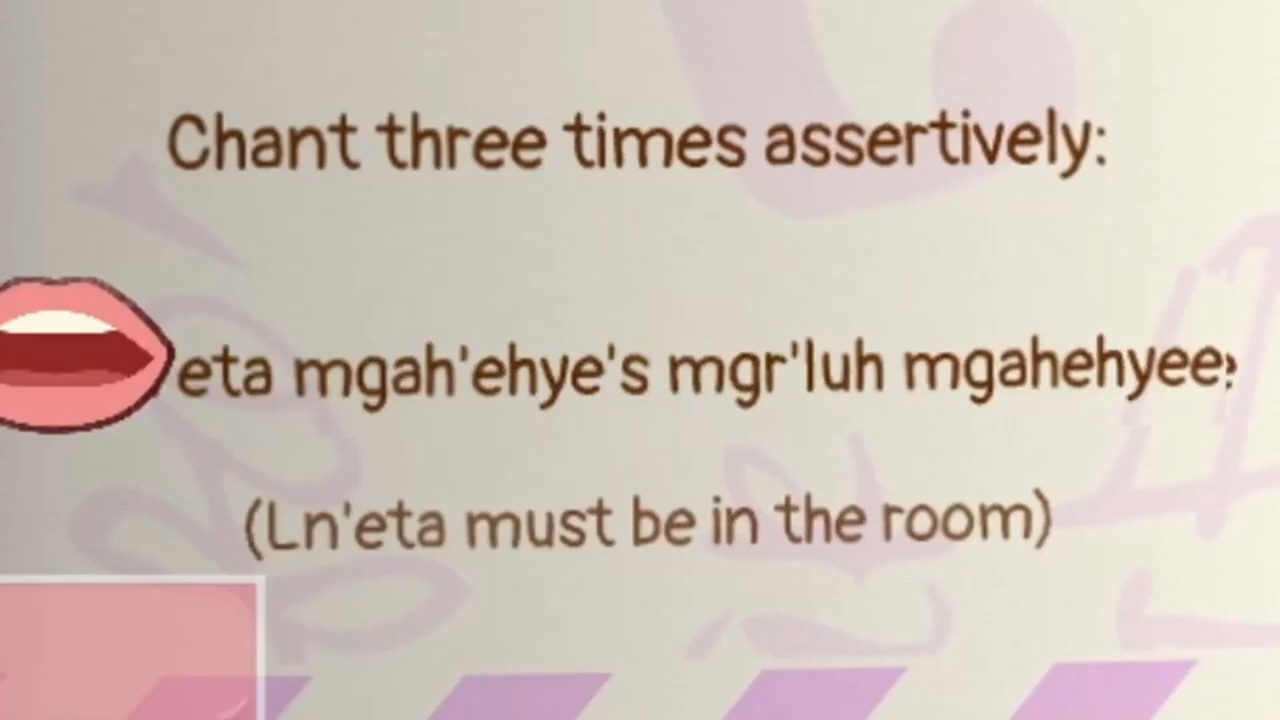 Chant three times assertively:
eta mgah'ehye's mgr'luh mgahehyee
(Ln'eta must be in the room)